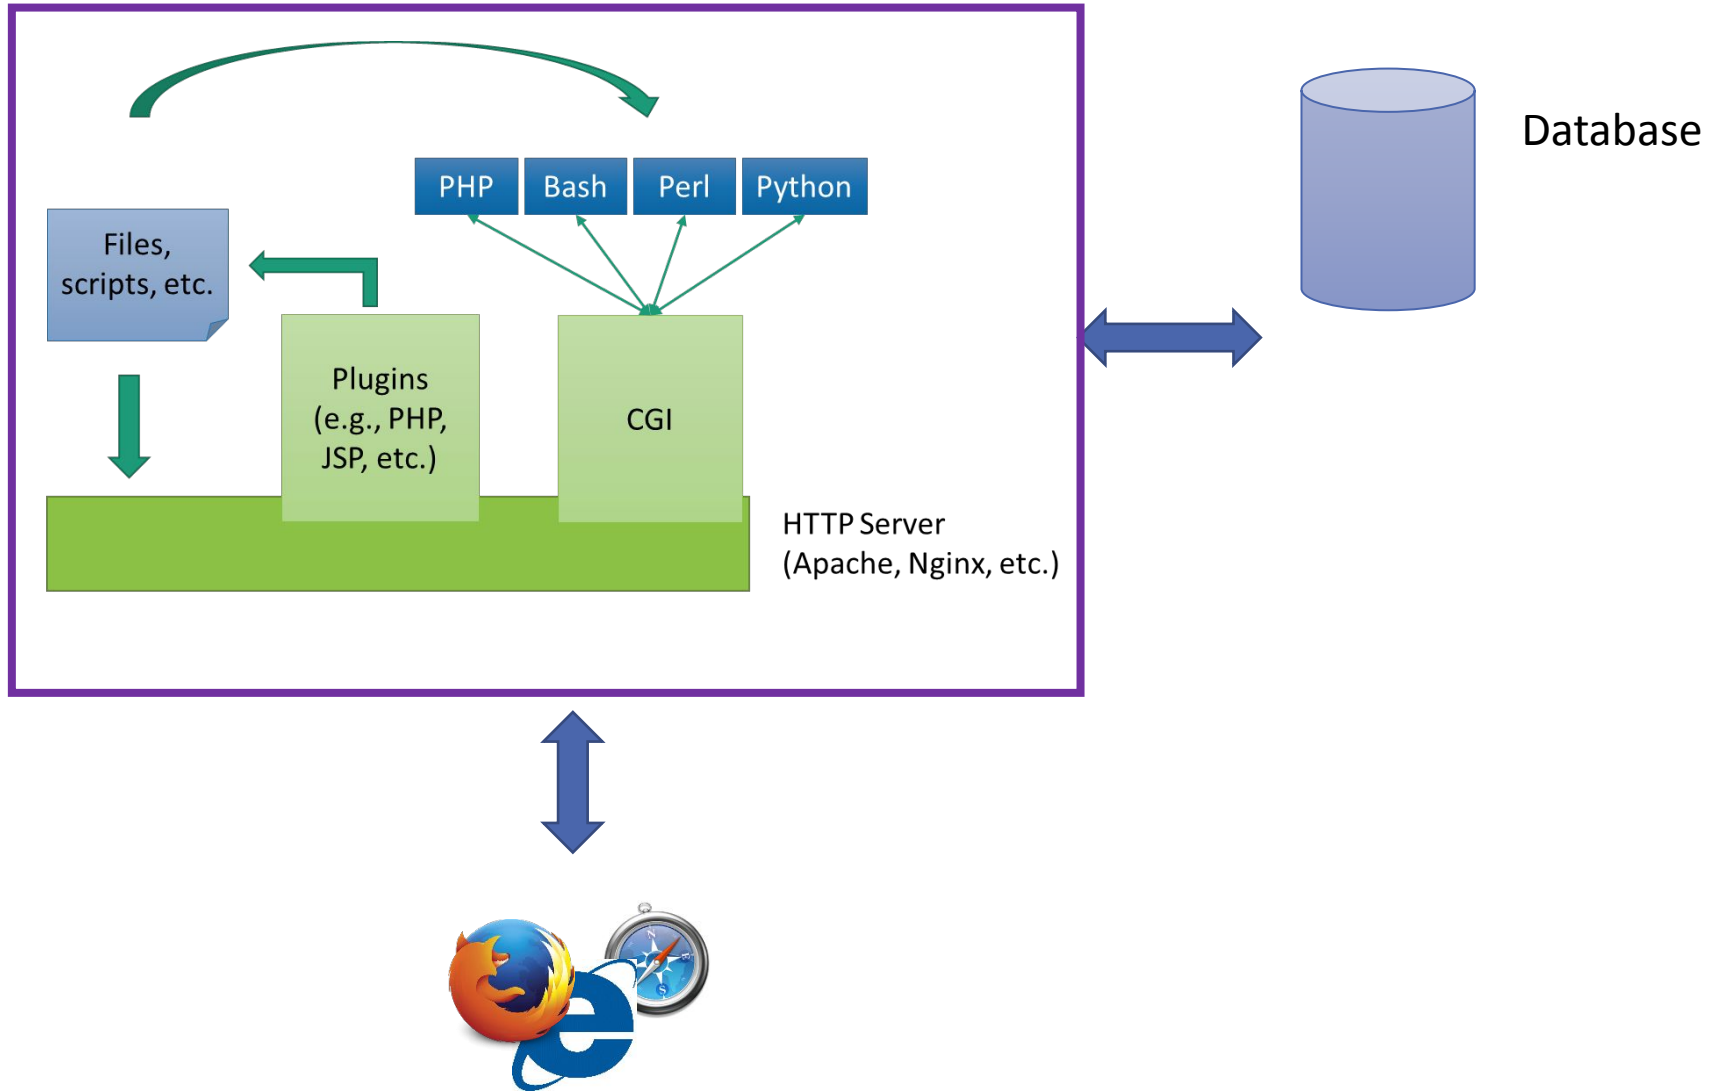 Database
PHP
Bash
Perl
Python
Files,
scripts, etc.
Plugins
(e.g., PHP,
JSP, etc.)
CGI
HTTP Server
(Apache, Nginx, etc.)
N
E
S